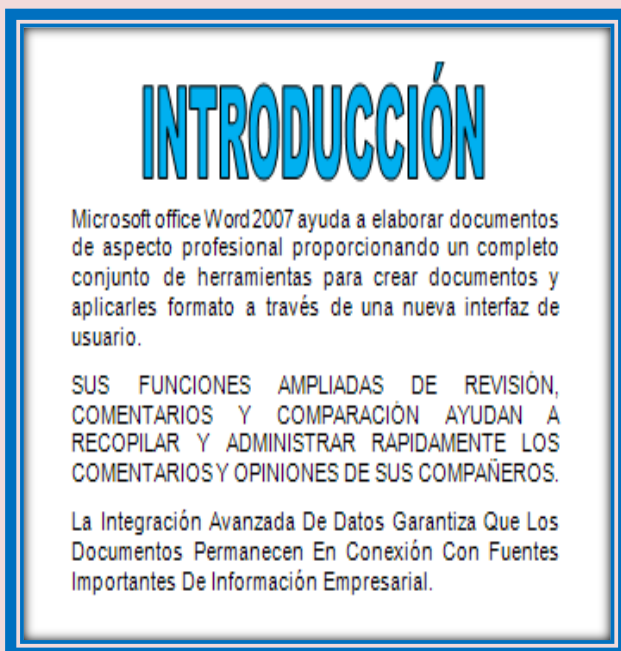 INTRODUCCIÓN
Microsoft office Word 2007 ayuda a elaborar documentos
de aspecto profesional proporcionando un completo
conjunto de herramientas para crear documentos y
aplicarles formato a través de una nueva interfaz de
usuario.
SUS FUNCIONES AMPLIADAS DE REVISIÓN,
COMENTARIOS Y COMPARACIÓN AYUDAN A
RECOPILAR Y ADMINISTRAR RAPIDAMENTE LOS
COMENTARIOS Y OPINIONES DE SUS COMPAÑEROS.
La Integración Avanzada De Datos Garantiza Que Los
Documentos Permanecen En Conexión Con Fuentes
Importantes De Información Empresarial.